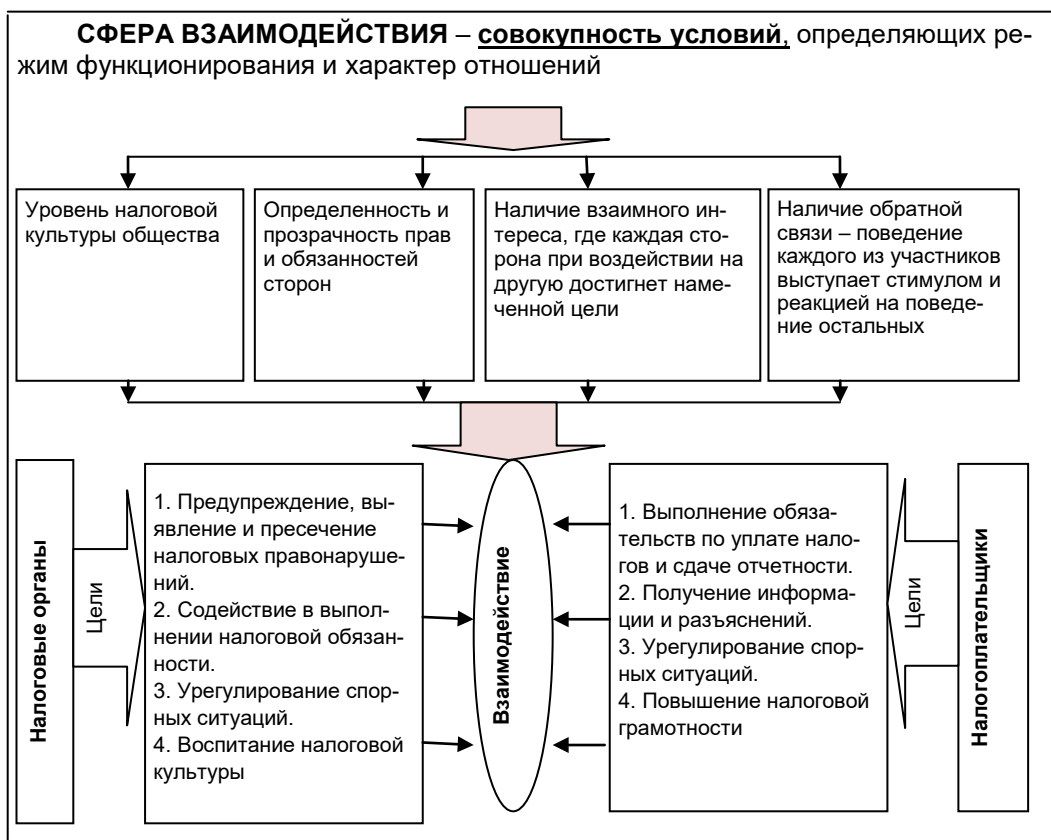 СФЕРА ВЗАИМОДЕЙСТВИЯ – совокупность условий, определяющих ре-
жим функционирования и характер отношений
Уровень налоговой
культуры общества
Определенность и
прозрачность прав
и обязанностей
сторон
Наличие взаимного ин-
тереса, где каждая сто-
рона при воздействии на
другую достигнет наме-
ченной цели
Наличие обратной
связи – поведение
каждого из участников
выступает стимулом и
реакцией на поведе-
ние остальных
Налоговые органы
Цели
1. Предупреждение, вы-
явление и пресечение
налоговых правонаруше-
ний.
2. Содействие в выпол-
нении налоговой обязан-
ности.
3. Урегулирование спор-
ных ситуаций.
4. Воспитание налоговой
культуры
Взаимодействие
1. Выполнение обяза-
тельств по уплате нало-
гов и сдаче отчетности.
2. Получение информа-
ции и разъяснений.
3. Урегулирование спор-
ных ситуаций.
4. Повышение налоговой
грамотности
Цели
Налогоплательщики